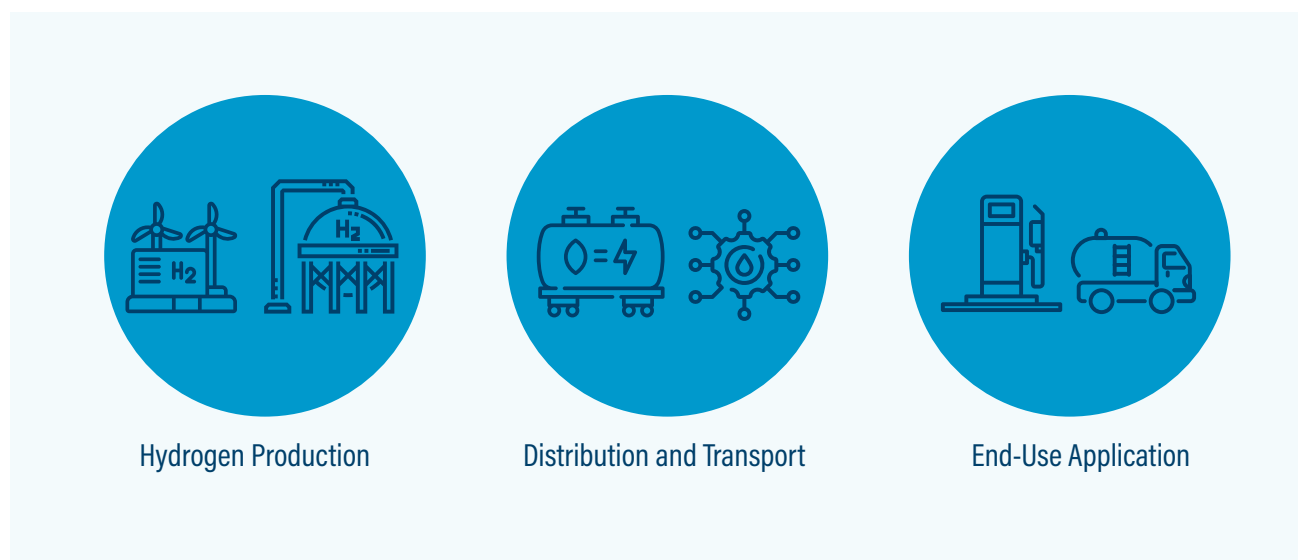 H2
H2
=
Hydrogen Production
Distribution and Transport
End-Use Application